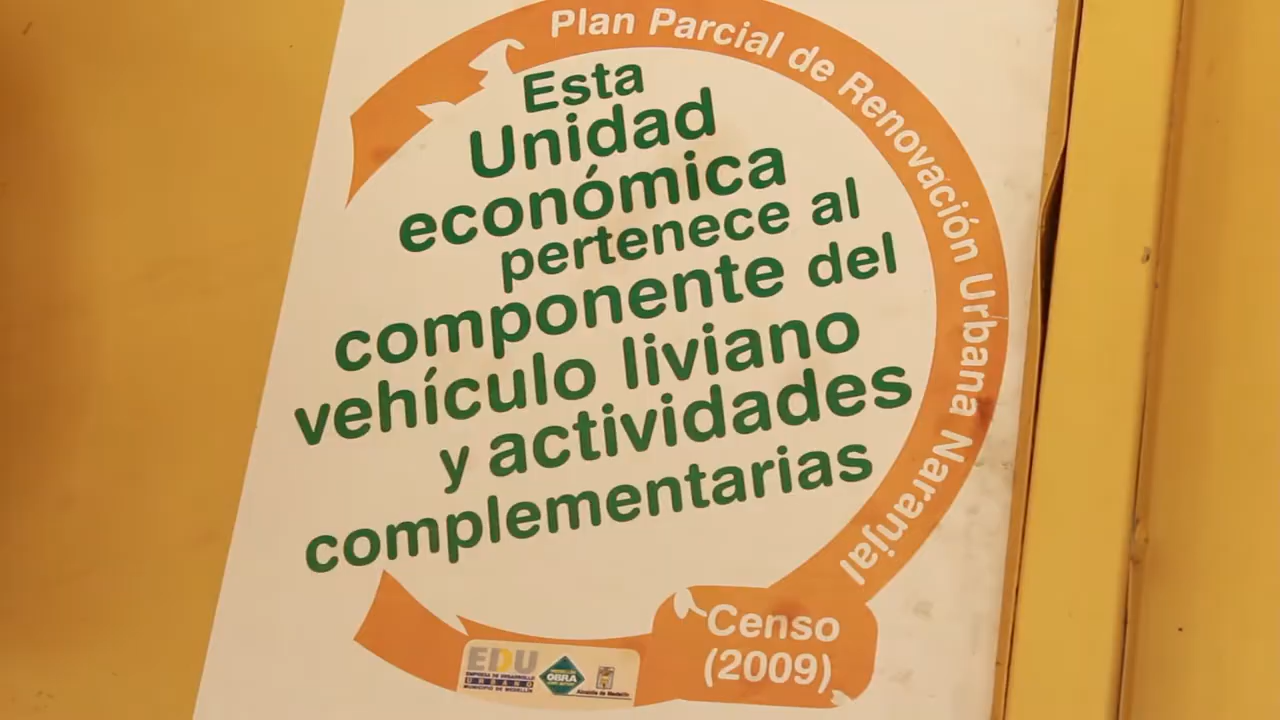 Plan Parcial de Renovación Urbana Naranjal
Esta
Unidad
económica
pertenece al
componente del
vehículo liviano
y actividades
complementarias
Censo
(2009)
EDU
EMPRESA DE DESARROLLO
URBANO
MUNICIPIO DE MEDELLÍN
OBRA
Alcaldía de Medellín